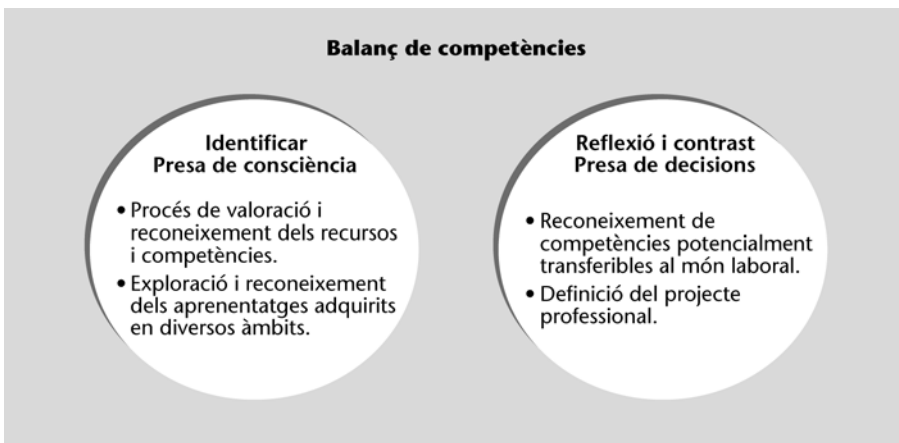 Balanç de competències
Identificar
Presa de consciència
• Procés de valoració i
reconeixement dels recursos
i competències.
• Exploració i reconeixement
dels aprenentatges adquirits
en diversos àmbits.
Reflexió i contrast
Presa de decisions
• Reconeixement de
competències potencialment
transferibles al món laboral.
• Definició del projecte
professional.